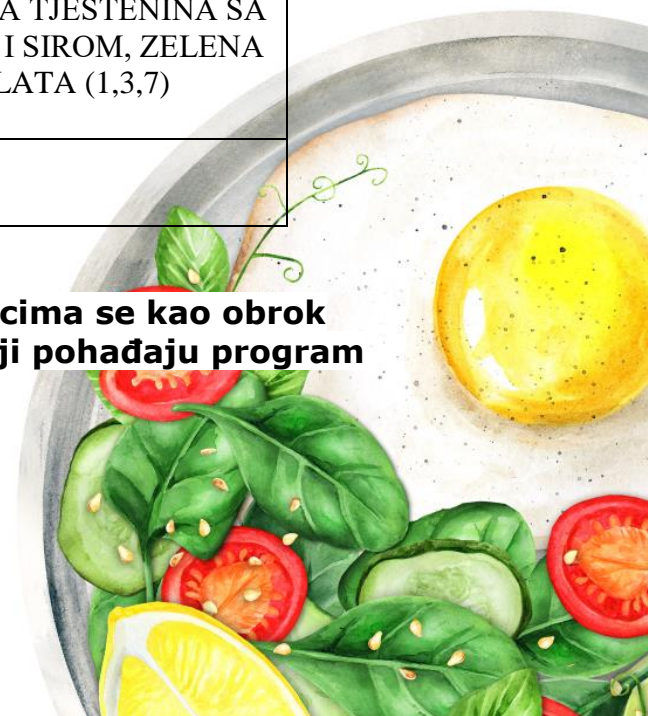 A TJESTENINA SA
I SIROM, ZELENA
LATA (1,3,7)
cima se kao obrok
ji pohađaju program